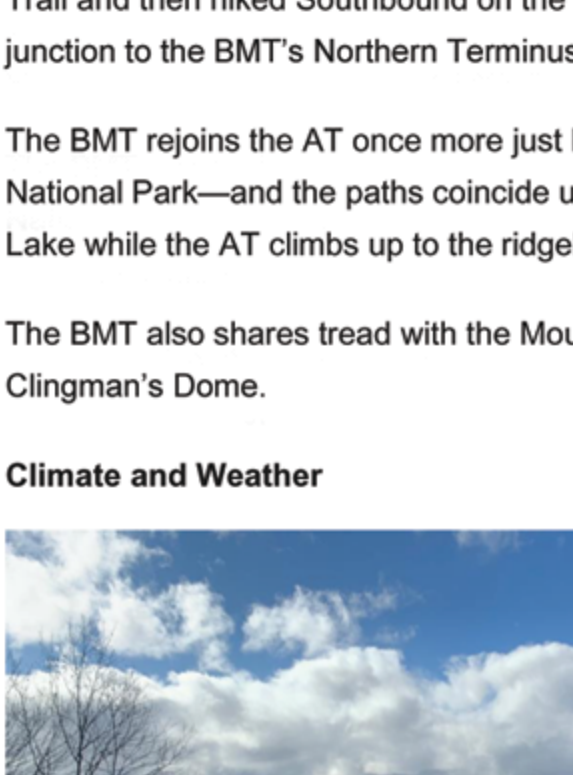 Trail and then hiked Southbound on the
junction to the BMT's Northern Terminus
The BMT rejoins the AT once more just
National Park—and the paths coincide
Lake while the AT climbs up to the
The BMT also shares tread with the
Clingman's Dome.
Climate and Weather